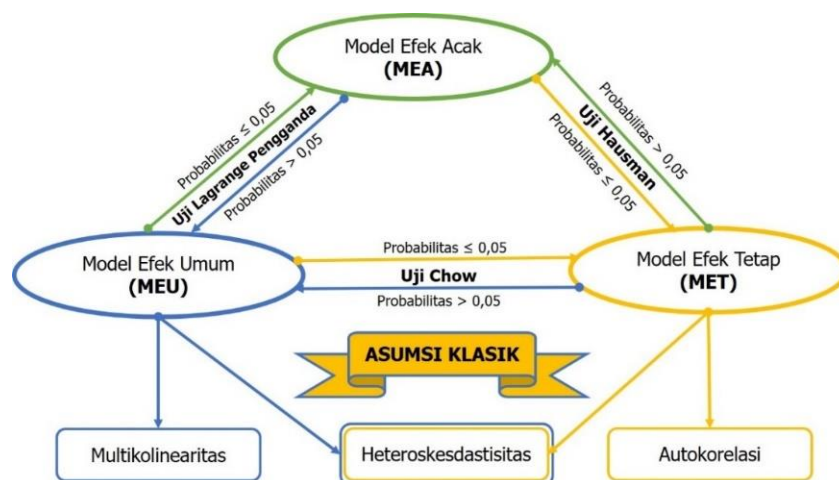 Model Efek Acak
(MEA)
Probabilitas ≤ 0,05
Uji Lagrange Pengganda
Probabilitas > 0,05
Probabilitas > 0,05
Uji Hausman
Probabilitas ≤ 0,05
Model Efek Umum
(MEU)
Probabilitas ≤ 0,05
Uji Chow
Probabilitas > 0,05
Model Efek Tetap
(MET)
ASUMSI KLASIK
Multikolinearitas
Heteroskesdastisitas
Autokorelasi